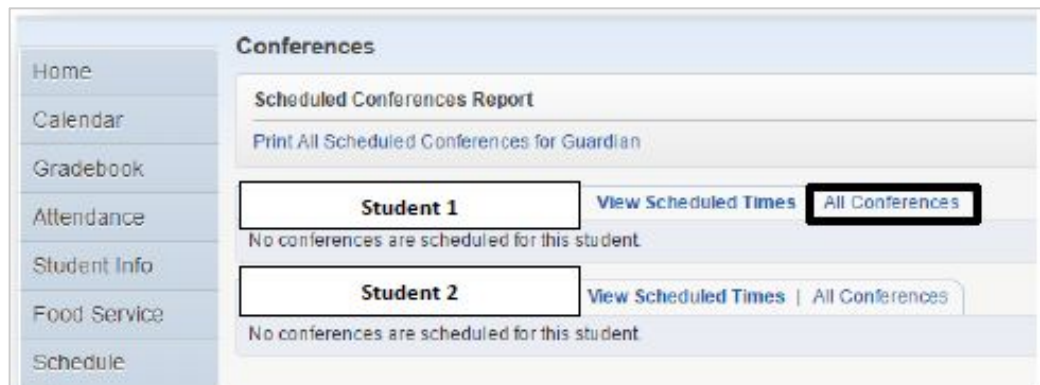 Conferences
Home
Scheduled Conferences Report
Calendar
Print All Scheduled Conferences for Guardian
Gradebook
Attendance
Student 1 View Scheduled Times All Conferences
No conferences are scheduled for this student.
Student Info
Student 2 View Scheduled Times | All Conferences
Food Service
No conferences are scheduled for this student.
Schedule